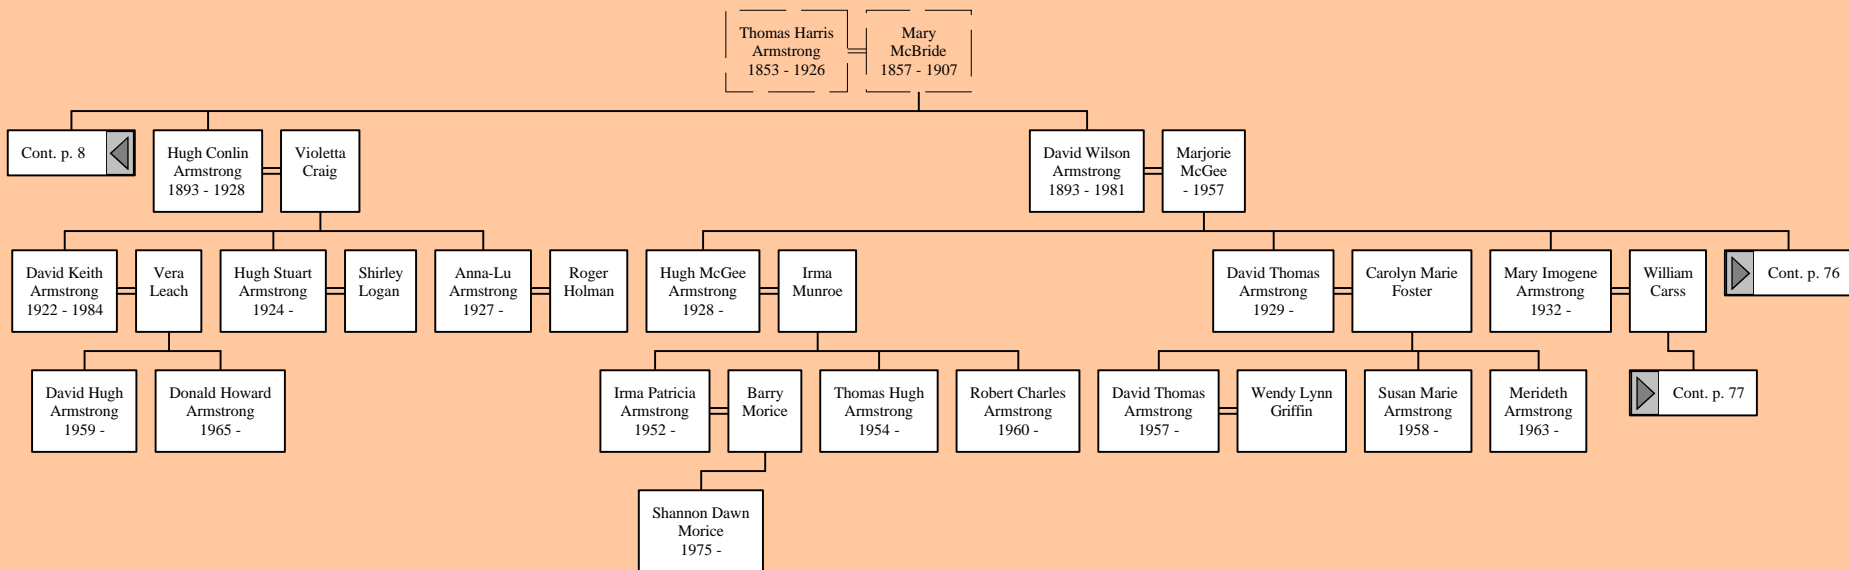 Thomas Harris
Armstrong
1853 - 1926
Mary
McBride
1857 - 1907
Cont. p. 8
Hugh Conlin
Armstrong
1893 - 1928
Violetta
Craig
David Wilson
Armstrong
1893 - 1981
Marjorie
McGee
- 1957
David Keith
Armstrong
1922 - 1984
Vera
Leach
Hugh Stuart
Armstrong
1924 -
Shirley
Logan
Anna-Lu
Armstrong
1927 -
Roger
Holman
Hugh McGee
Armstrong
1928 -
Irma
Munroe
David Thomas
Armstrong
1929 -
Carolyn Marie
Foster
Mary Imogene
Armstrong
1932 -
William
Carss
Cont. p. 76
David Hugh
Armstrong
1959 -
Donald Howard
Armstrong
1965 -
Irma Patricia
Armstrong
1952 -
Barry
Morice
Thomas Hugh
Armstrong
1954 -
Robert Charles
Armstrong
1960 -
David Thomas
Armstrong
1957 -
Wendy Lynn
Griffin
Susan Marie
Armstrong
1958 -
Merideth
Armstrong
1963 -
Cont. p. 77
Shannon Dawn
Morice
1975 -